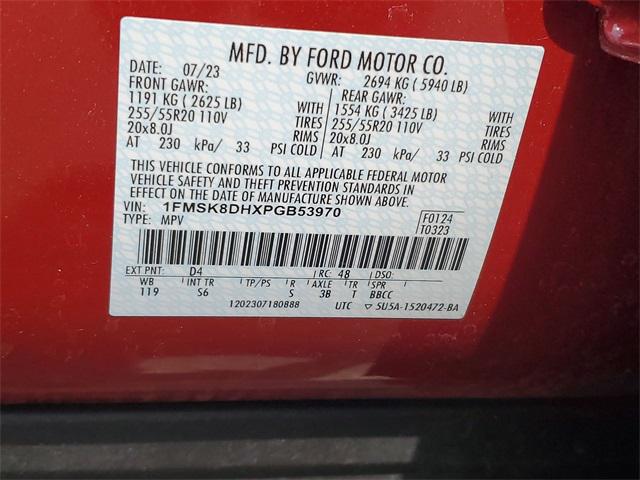 MFD. BY FORD MOTOR CO.
DATE: 07/23 GVWR: 2694 KG ( 5940 LB)
FRONT GAWR: REAR GAWR:
1191 KG ( 2625 LB) WITH 1554 KG ( 3425 LB) WITH
255/55R20 110V TIRES 255/55R20 110V TIRES
20x8.0J RIMS 20x8.0J RIMS
AT 230 kPa/ 33 PSI COLD AT 230 kPa/ 33 PSI COLD
THIS VEHICLE CONFORMS TO ALL APPLICABLE FEDERAL MOTOR
VEHICLE SAFETY AND THEFT PREVENTION STANDARDS IN
EFFECT ON THE DATE OF MANUFACTURE SHOWN ABOVE.
VIN: 1FMSK8DHXPGB53970 F0124
TYPE: MPV T0323
EXT PNT: D4 RC: 48 DSO:
WB INT TR TP/PS R AXLE T SPR
119 S6 S 3B T BBCC
1202307180888 UTC ▽ SU5A-1520472-BA